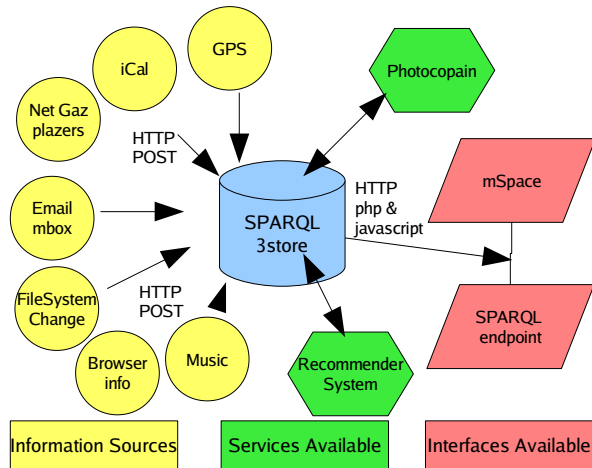 GPS
iCal
Photocopain
Net Gaz
plazers
HTTP
POST
mSpace
HTTP
php &
javascript
Email
mbox
SPARQL
3store
FileSystem
Change
HTTP
POST
SPARQL
endpoint
Music
Browser
info
Recommender
System
Information Sources
Services Available
Interfaces Available